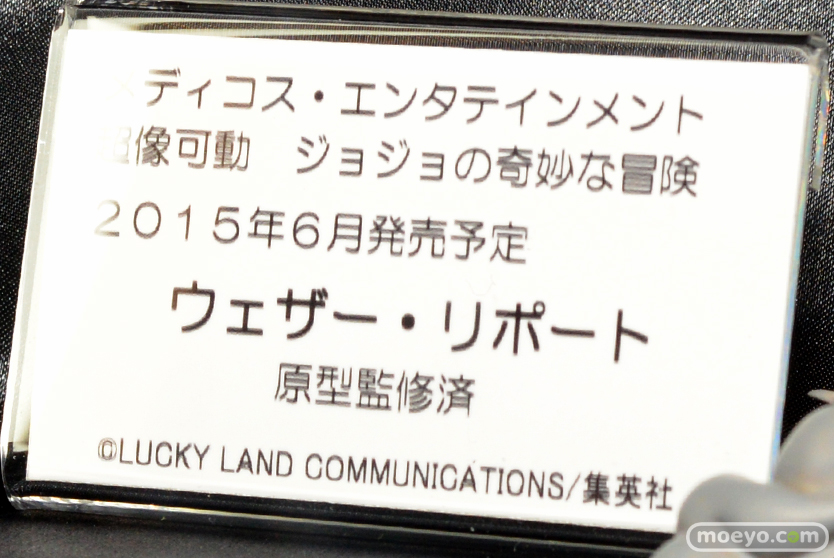 メディコス・エンタテインメント
超像可動　ジョジョの奇妙な冒険
２０１５年６月発売予定
ウェザー・リポート
原型監修済
©LUCKY LAND COMMUNICATIONS/集英社
moeyo.com